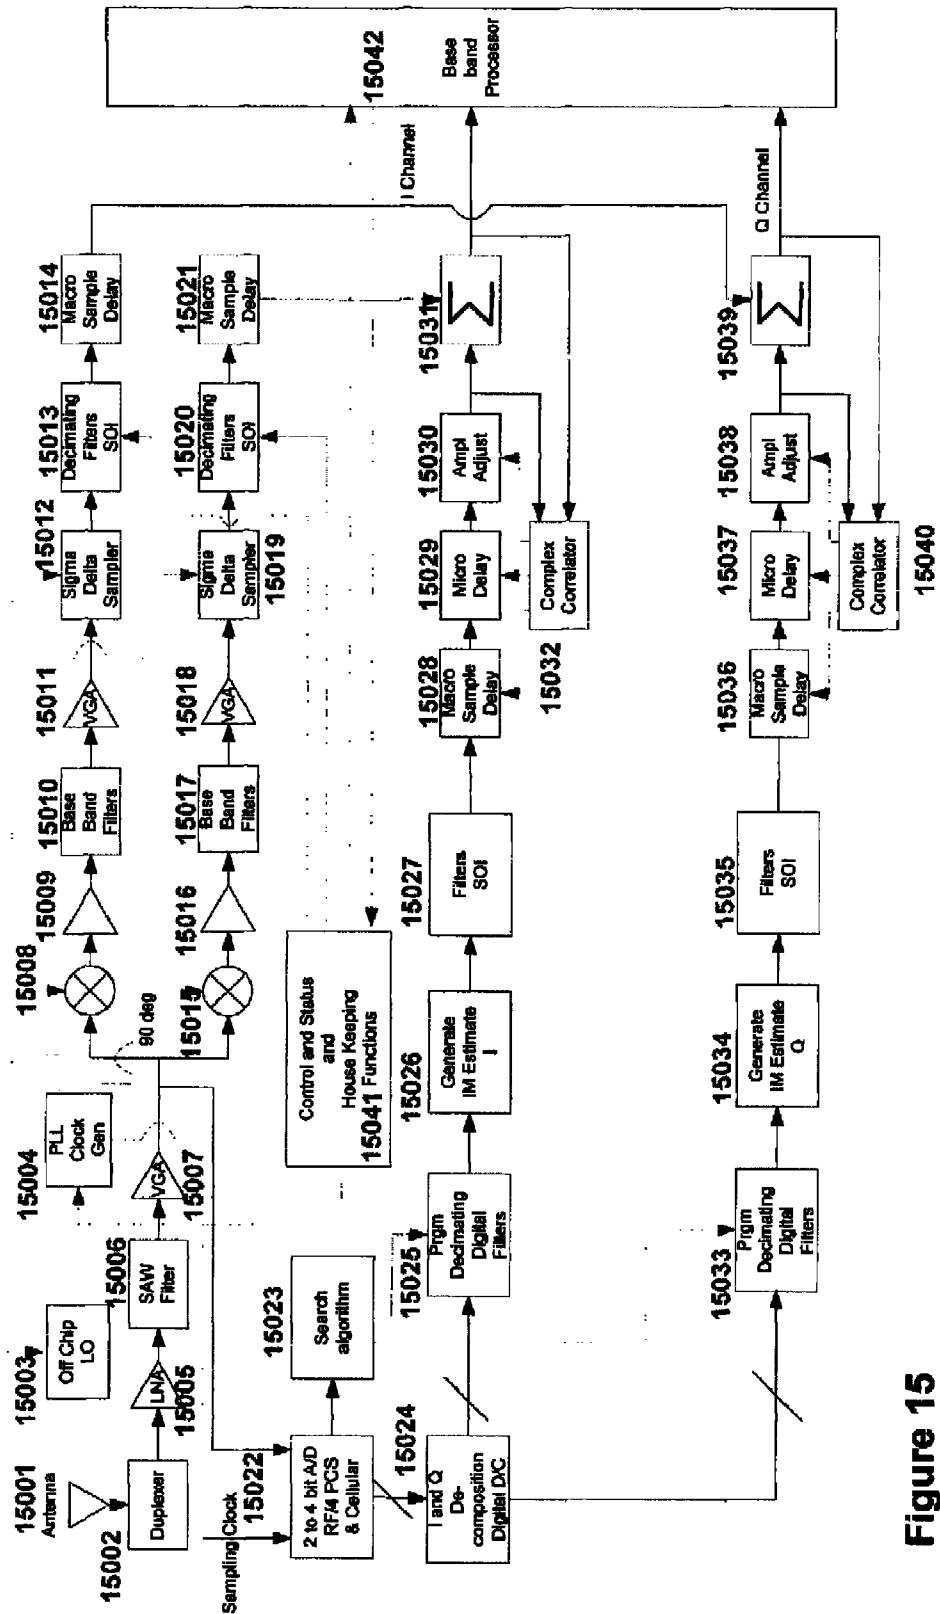 15001
Antenna
15002
Duplexer
15003
Off Chip
LO
15004
PLL
Clock
Gen
LNA
15005
15006
SAW
Filter
VGA
15007
90 deg
15008
15009
15010
Base
Band
Filters
15011
VGA
15012
Sigma
Delta
Sampler
15013
Decimating
Filters
SOI
15014
Macro
Sample
Delay
15015
15016
15017
Base
Band
Filters
15018
VGA
Sigma
Delta
Sampler
15019
15020
Decimating
Filters
SOI
15021
Macro
Sample
Delay
Sampling Clock
15022
2 to 4 bit A/D
RF/4 PCS
& Cellular
15023
Search
algorithm
15024
I and Q
De-
composition
Digital D/C
Control and Status
and
House Keeping
15041 Functions
15025
Prgm
Decimating
Digital
Filters
15026
Generate
IM Estimate
I
15027
Filters
SOI
15028
Macro
Sample
Delay
15029
Micro
Delay
15030
Ampl
Adjust
15031
Σ
15032
Complex
Correlator
I Channel
15033
Prgm
Decimating
Digital
Filters
15034
Generate
IM Estimate
Q
15035
Filters
SOI
15036
Macro
Sample
Delay
15037
Micro
Delay
15038
Ampl
Adjust
15039
Σ
Complex
Correlator
15040
Q Channel
15042
Base
band
Processor
Figure 15